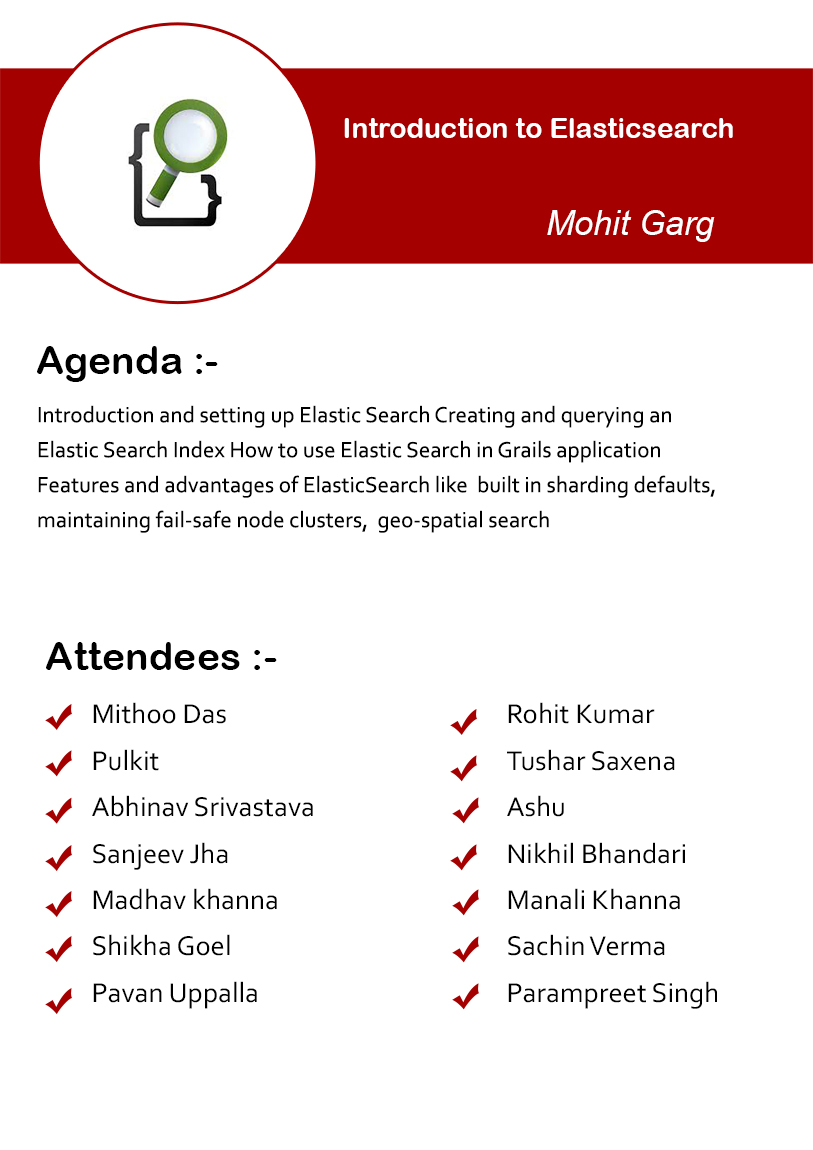 Introduction to Elasticsearch
Mohit Garg
Agenda :-
Introduction and setting up Elastic Search Creating and querying an
Elastic Search Index How to use Elastic Search in Grails application
Features and advantages of ElasticSearch like  built in sharding defaults,
maintaining fail-safe node clusters,  geo-spatial search
Attendees :-
Mithoo Das
Pulkit
Abhinav Srivastava
Sanjeev Jha
Madhav khanna
Shikha Goel
Pavan Uppalla
Rohit Kumar
Tushar Saxena
Ashu
Nikhil Bhandari
Manali Khanna
Sachin Verma
Parampreet Singh